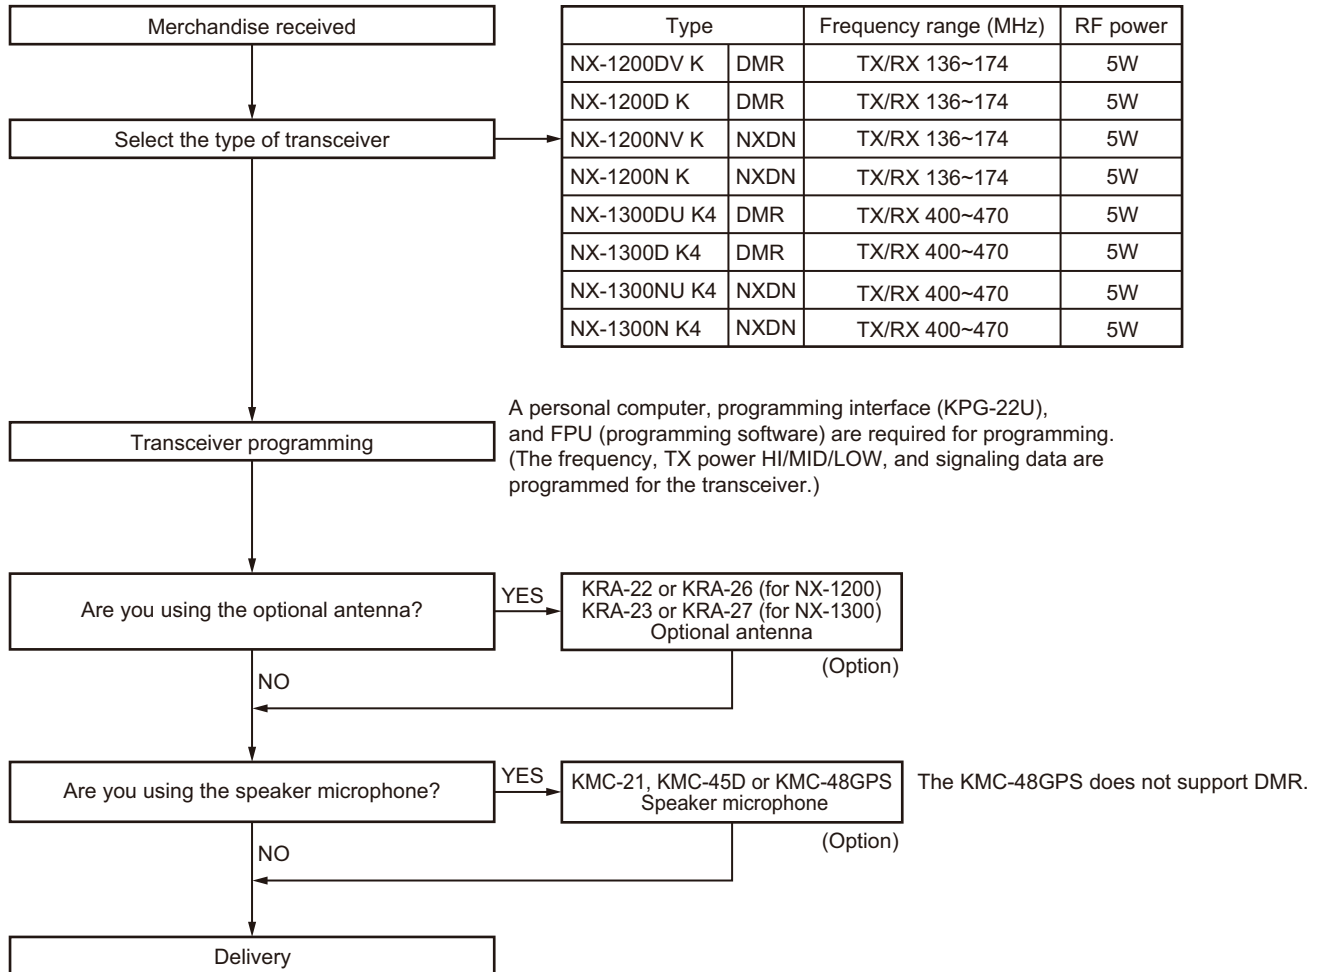 Merchandise received
Select the type of transceiver
Type Frequency range (MHz) RF power
NX-1200DV K DMR TX/RX 136~174 5W
NX-1200D K DMR TX/RX 136~174 5W
NX-1200NV K NXDN TX/RX 136~174 5W
NX-1200N K NXDN TX/RX 136~174 5W
NX-1300DU K4 DMR TX/RX 400~470 5W
NX-1300D K4 DMR TX/RX 400~470 5W
NX-1300NU K4 NXDN TX/RX 400~470 5W
NX-1300N K4 NXDN TX/RX 400~470 5W
Transceiver programming
A personal computer, programming interface (KPG-22U),
and FPU (programming software) are required for programming.
(The frequency, TX power HI/MID/LOW, and signaling data are
programmed for the transceiver.)
Are you using the optional antenna?
YES
KRA-22 or KRA-26 (for NX-1200)
KRA-23 or KRA-27 (for NX-1300)
Optional antenna
(Option)
NO
Are you using the speaker microphone?
YES
KMC-21, KMC-45D or KMC-48GPS
Speaker microphone
The KMC-48GPS does not support DMR.
(Option)
NO
Delivery